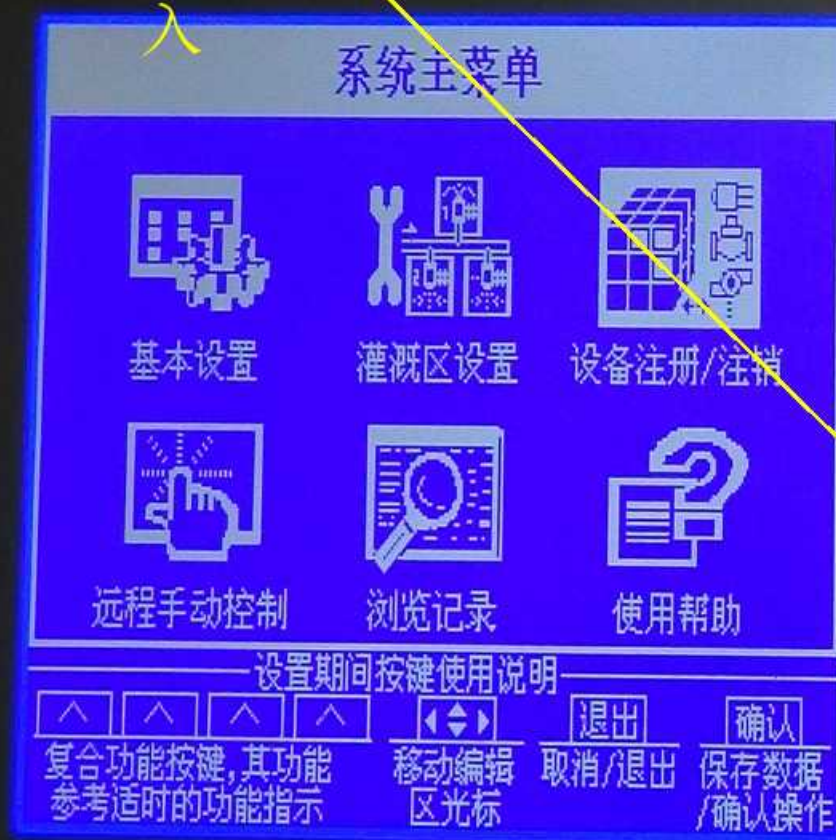 入
系统主菜单
基本设置 灌溉区设置 设备注册/注销
远程手动控制 浏览记录 使用帮助
设置期间按键使用说明
退出 确认
复合功能按键,其功能 移动编辑 取消/退出 保存数据
参考适时的功能指示 区光标 /确认操作